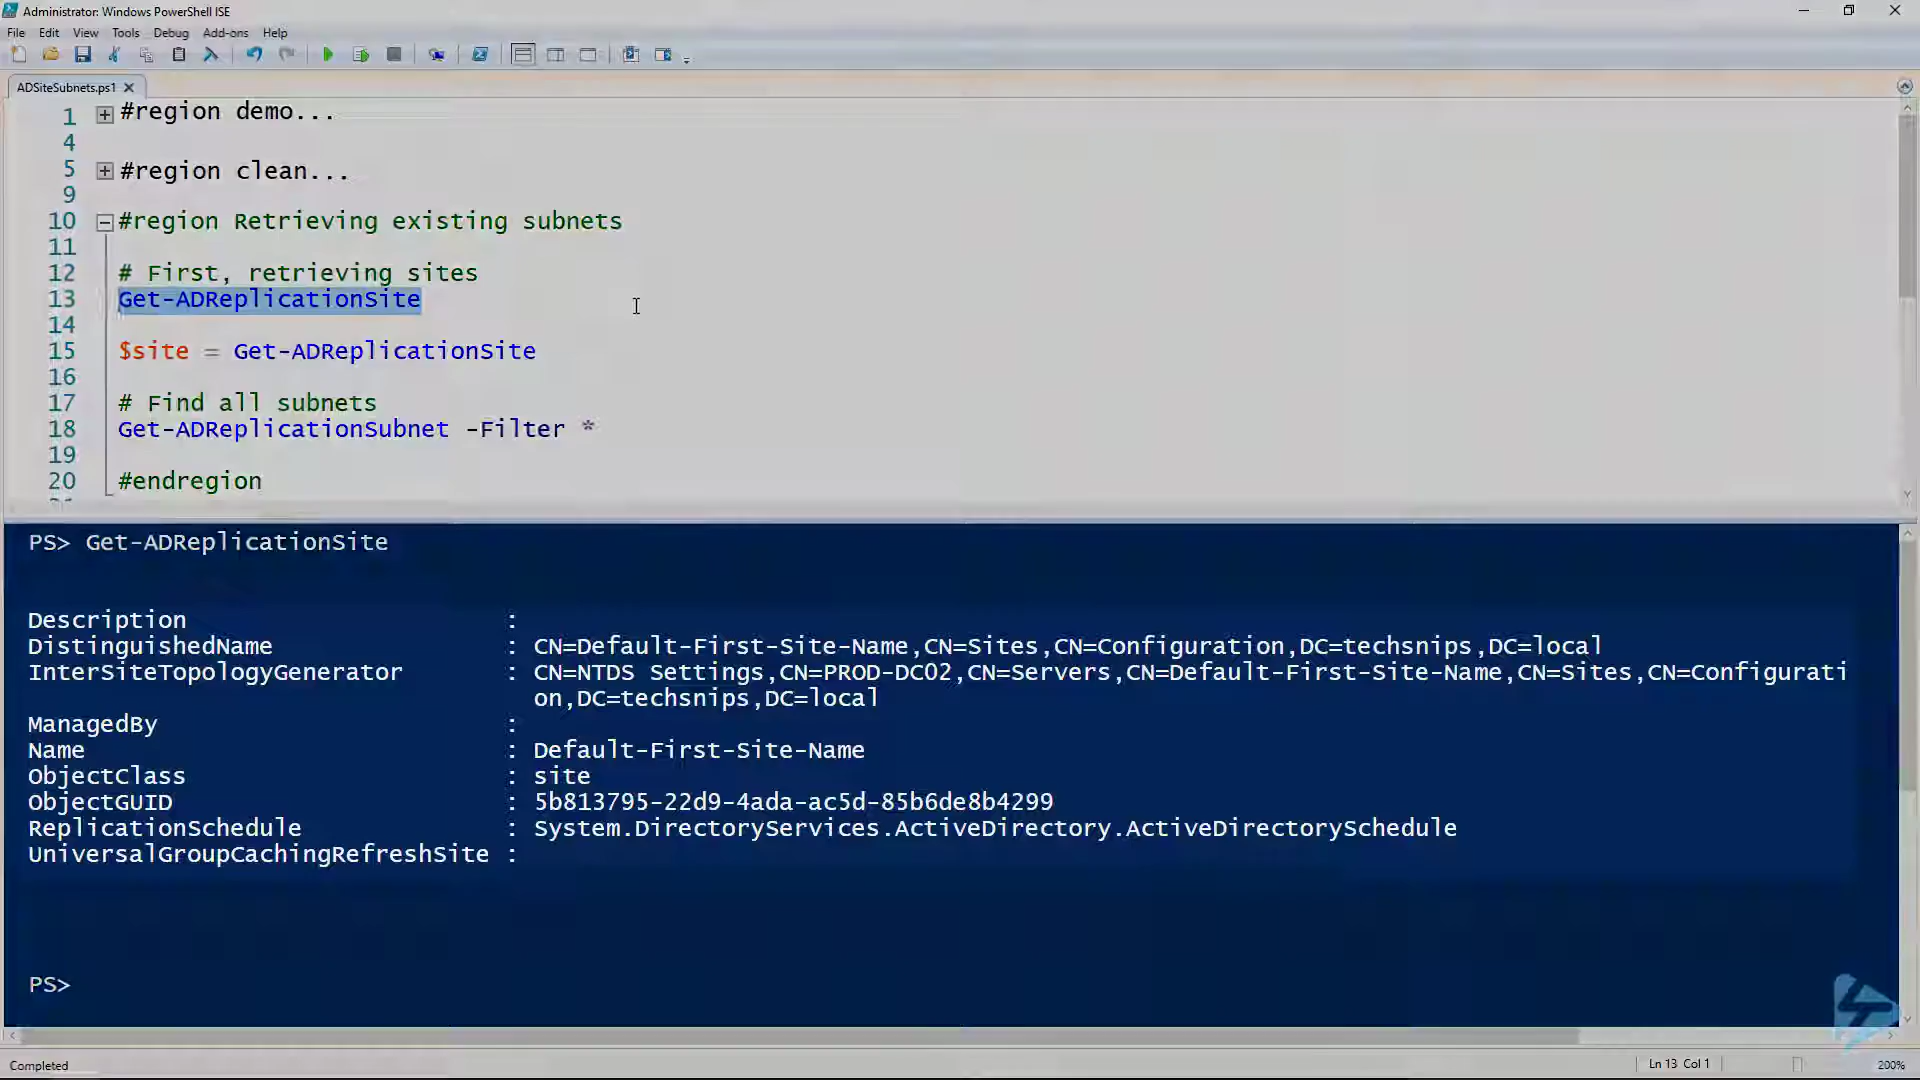 Administrator: Windows PowerShell ISE
File Edit View Tools Debug Add-ons Help
ADSiteSubnets.ps1
1 #region demo...
4
5 #region clean...
9
10 #region Retrieving existing subnets
11
12 # First, retrieving sites
13 Get-ADReplicationSite
14
15 $site = Get-ADReplicationSite
16
17 # Find all subnets
18 Get-ADReplicationSubnet -Filter *
19
20 #endregion
PS> Get-ADReplicationSite
Description :
DistinguishedName : CN=Default-First-Site-Name,CN=Sites,CN=Configuration,DC=techsnips,DC=local
InterSiteTopologyGenerator : CN=NTDS Settings,CN=PROD-DC02,CN=Servers,CN=Default-First-Site-Name,CN=Sites,CN=Configurati
on,DC=techsnips,DC=local
ManagedBy :
Name : Default-First-Site-Name
ObjectClass : site
ObjectGUID : 5b813795-22d9-4ada-ac5d-85b6de8b4299
ReplicationSchedule : System.DirectoryServices.ActiveDirectory.ActiveDirectorySchedule
UniversalGroupCachingRefreshSite :
PS>
Completed
Ln 13 Col 1
200%